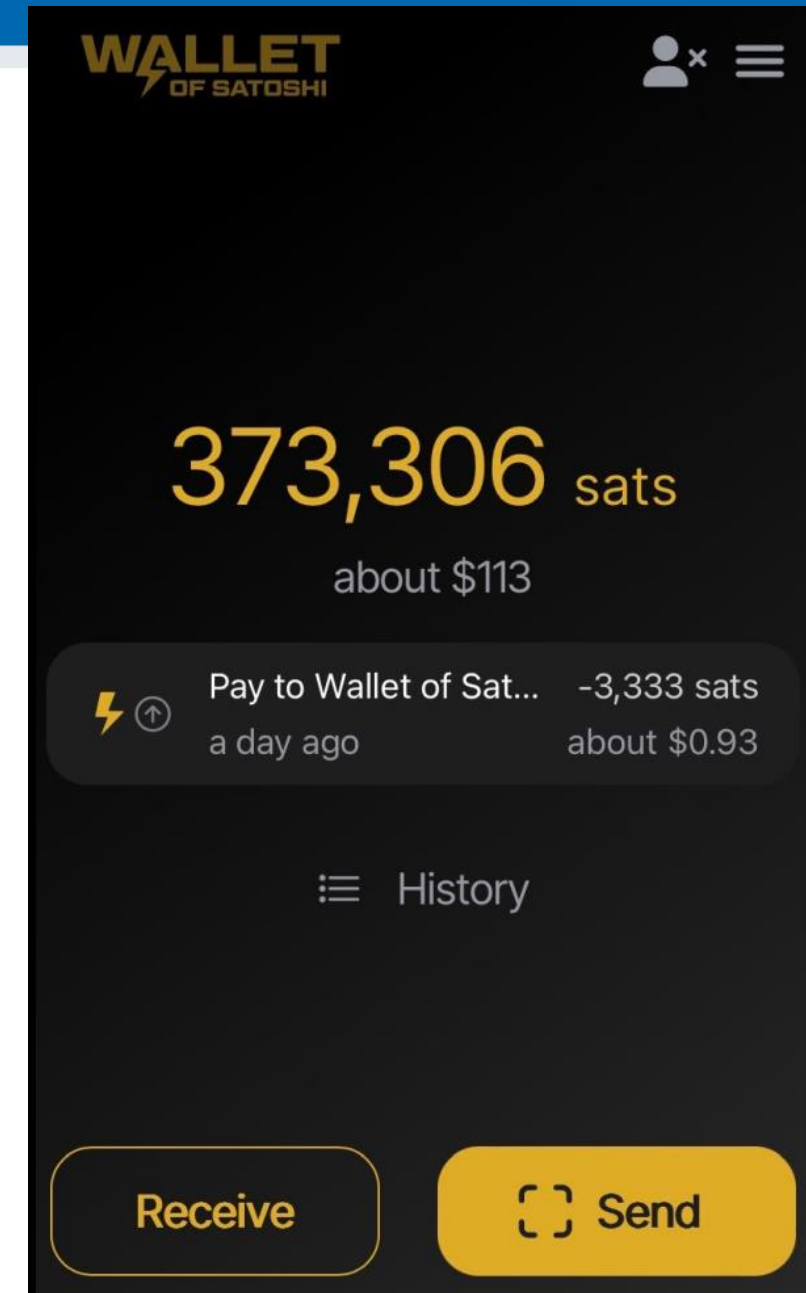 WALLET
OF SATOSHI
373,306 sats
about $113
Pay to Wallet of Sat... -3,333 sats
a day ago about $0.93
History
Receive Send